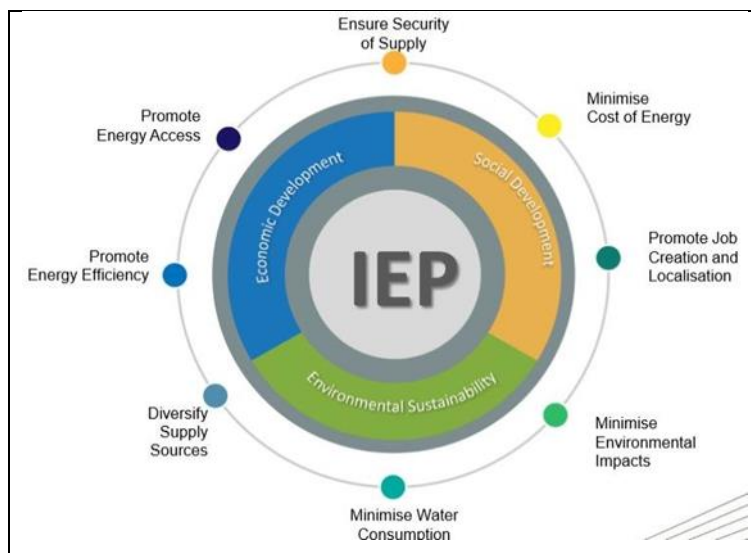 Ensure Security
of Supply
Minimise
Cost of Energy
Promote Job
Creation and
Localisation
Minimise
Environmental
Impacts
Minimise Water
Consumption
Diversify
Supply
Sources
Promote
Energy Efficiency
Promote
Energy Access
Economic Development
Social Development
Environmental Sustainability
IEP